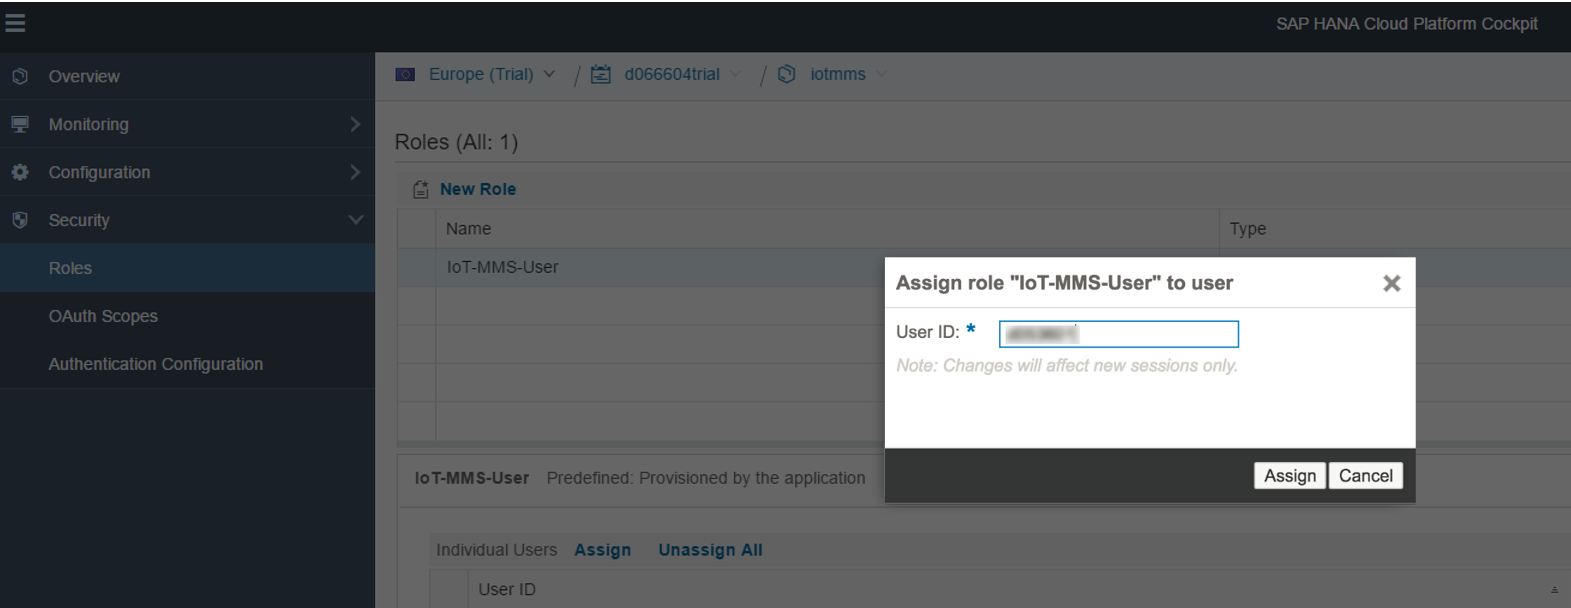 SAP HANA Cloud Platform Cockpit
Overview
Monitoring
Configuration
Security
Roles
OAuth Scopes
Authentication Configuration
Europe (Trial) / d066604trial / iotmms
Roles (All: 1)
New Role
Name Type
IoT-MMS-User
Assign role "IoT-MMS-User" to user
User ID: *
Note: Changes will affect new sessions only.
Assign Cancel
IoT-MMS-User Predefined: Provisioned by the application
Individual Users Assign Unassign All
User ID